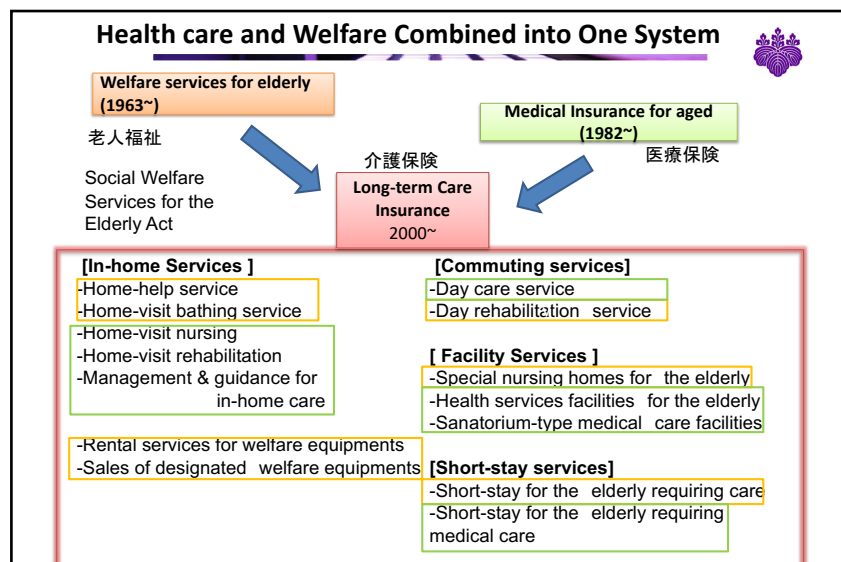 Health care and Welfare Combined into One System
Welfare services for elderly
(1963~)
老人福祉
Social Welfare
Services for the
Elderly Act
Medical Insurance for aged
(1982~)
医療保険
介護保険
Long-term Care
Insurance
2000~
[In-home Services ]
-Home-help service
-Home-visit bathing service
-Home-visit nursing
-Home-visit rehabilitation
-Management & guidance for
in-home care
-Rental services for welfare equipments
-Sales of designated welfare equipments
[Commuting services]
-Day care service
-Day rehabilitation service
[ Facility Services ]
-Special nursing homes for the elderly
-Health services facilities for the elderly
-Sanatorium-type medical care facilities
[Short-stay services]
-Short-stay for the elderly requiring care
-Short-stay for the elderly requiring
medical care